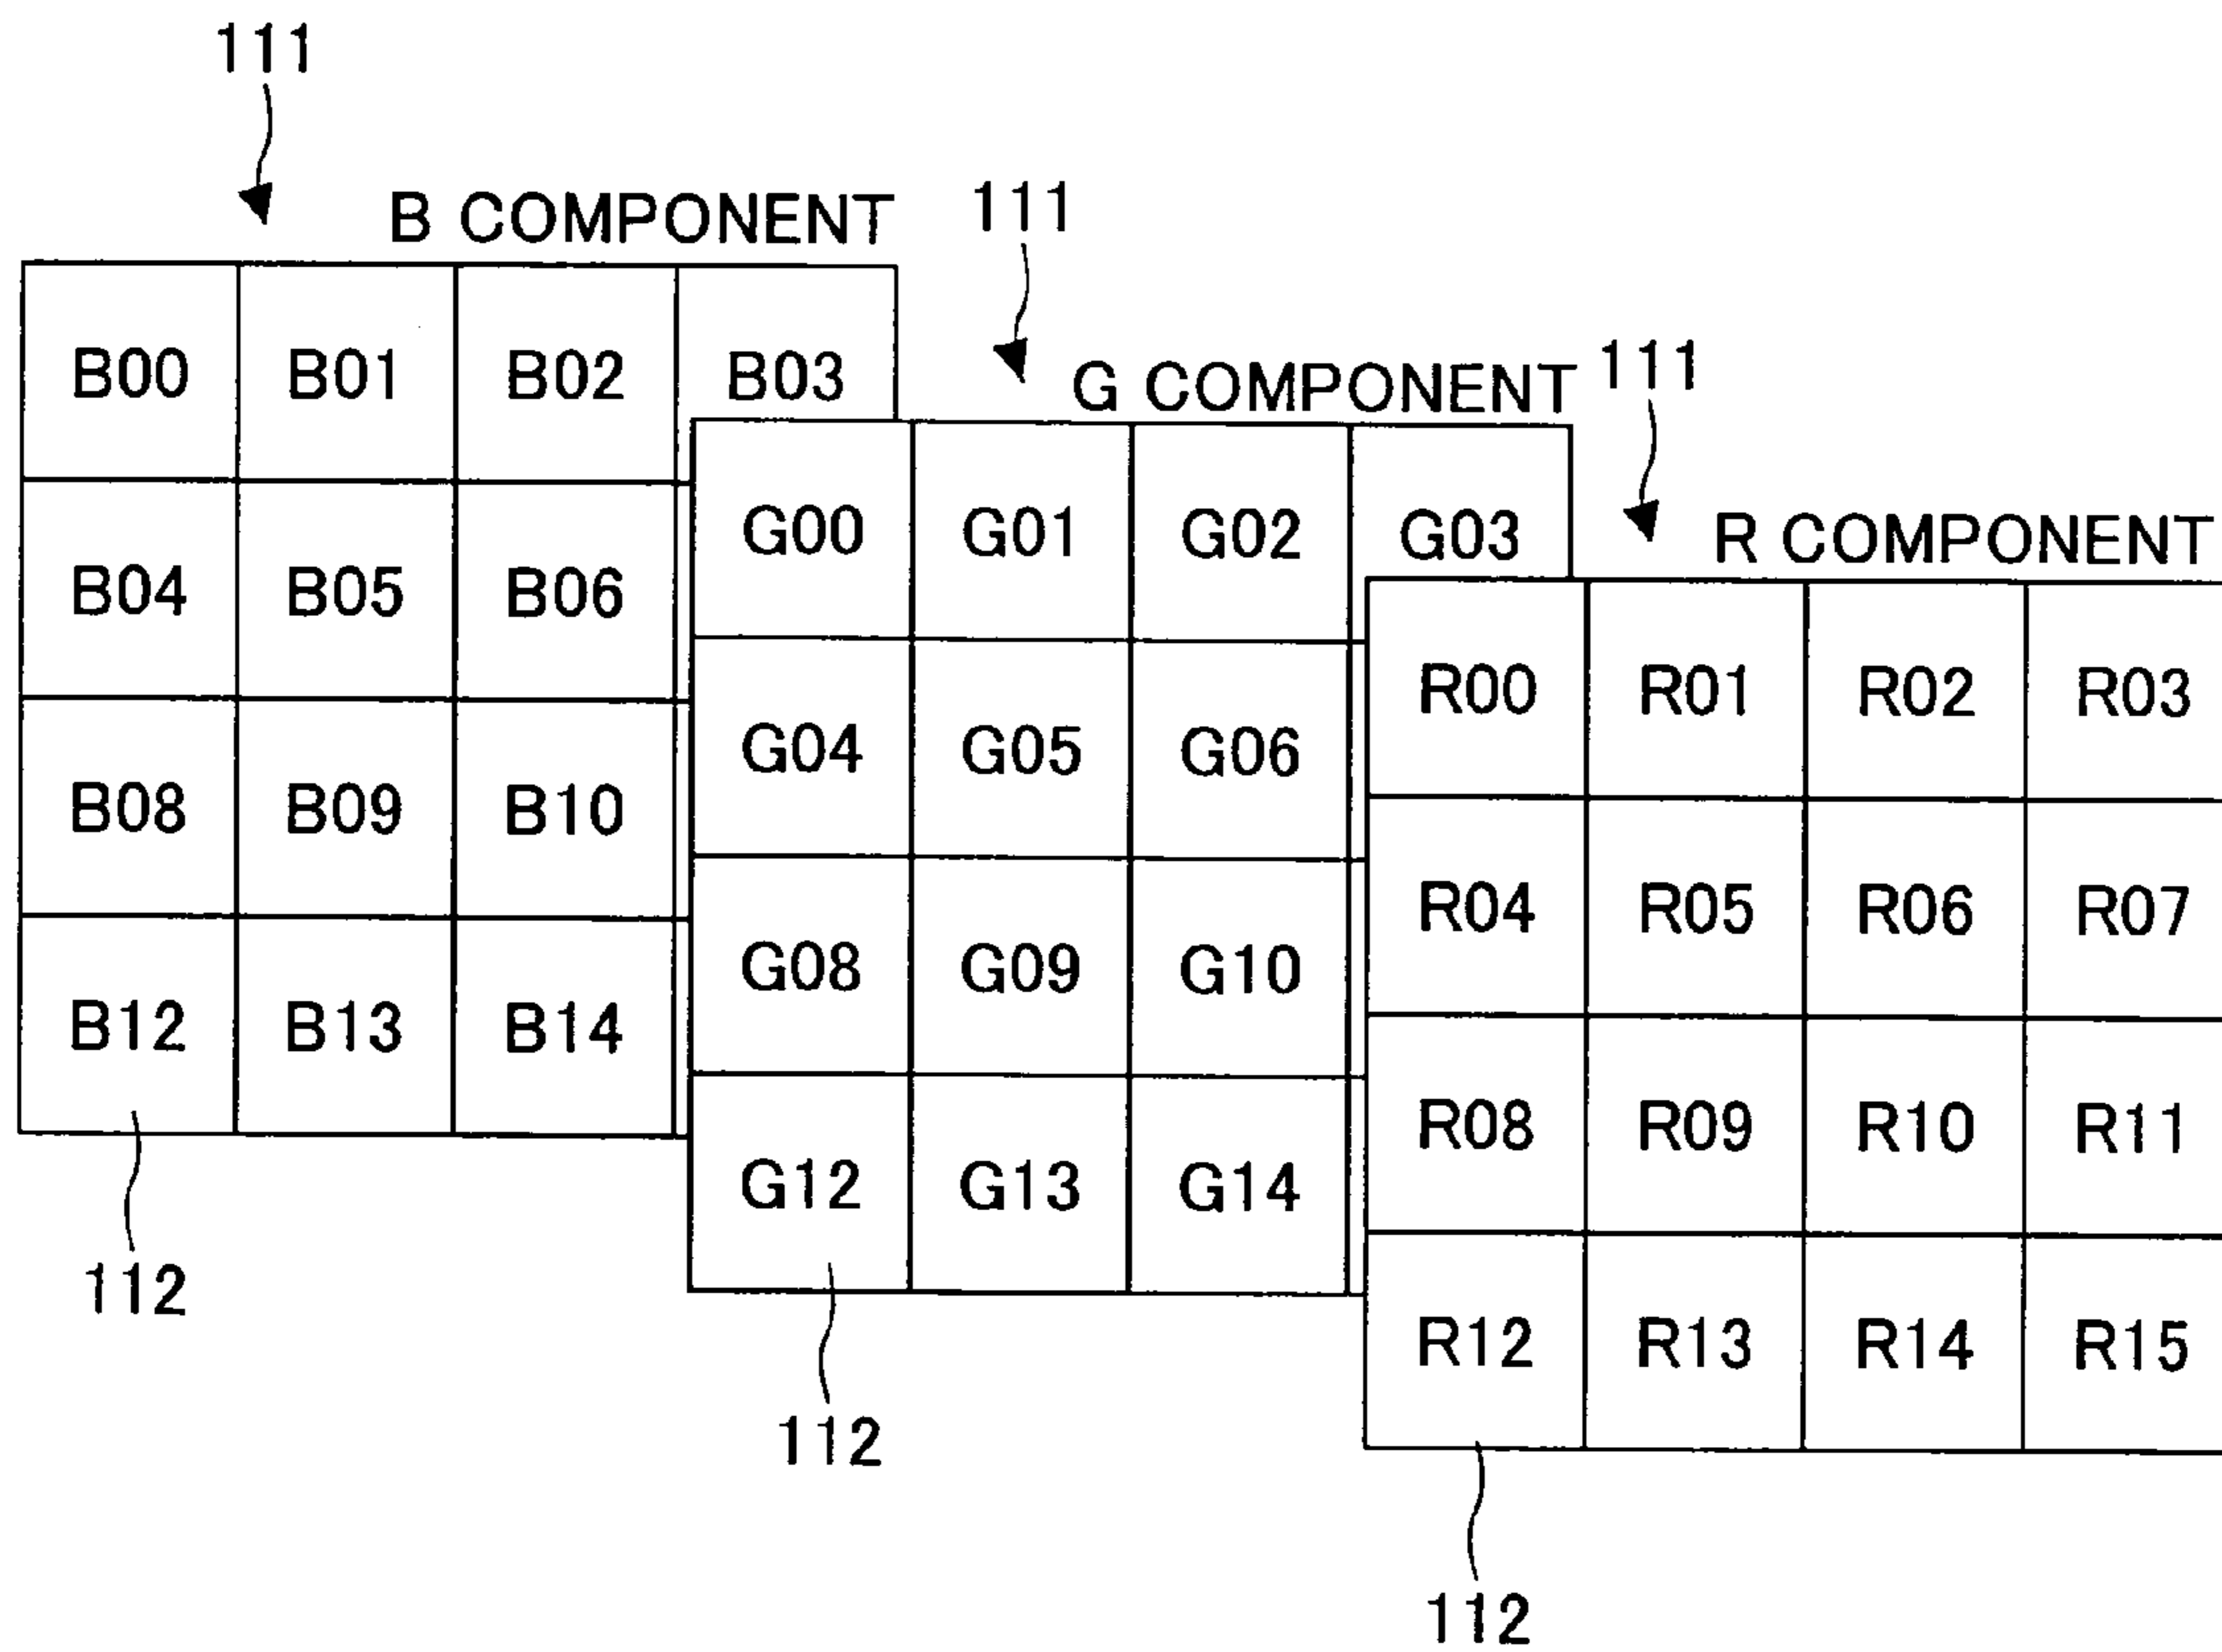 111
B COMPONENT
B00 B01 B02 B03
B04 B05 B06
B08 B09 B10
B12 B13 B14
112
111
G COMPONENT
G00 G01 G02 G03
G04 G05 G06
G08 G09 G10
G12 G13 G14
112
111
R COMPONENT
R00 R01 R02 R03
R04 R05 R06 R07
R08 R09 R10 R11
R12 R13 R14 R15
112